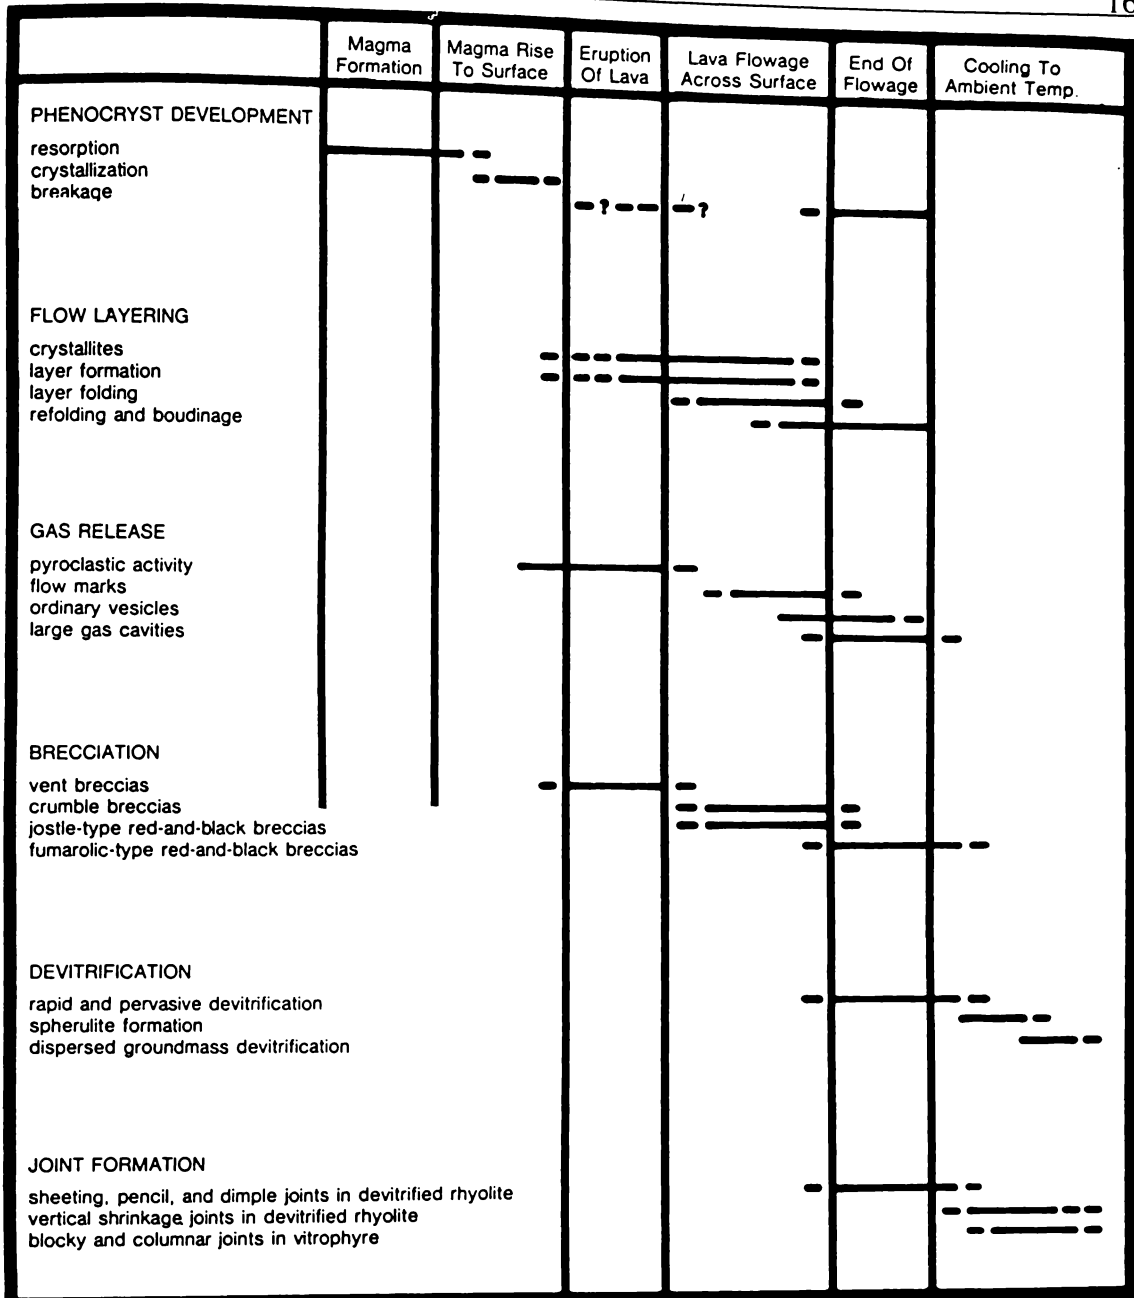 16
Magma Formation
Magma Rise To Surface
Eruption Of Lava
Lava Flowage Across Surface
End Of Flowage
Cooling To Ambient Temp.
PHENOCRYST DEVELOPMENT
resorption
crystallization
breakage
? ?
FLOW LAYERING
crystallites
layer formation
layer folding
refolding and boudinage
GAS RELEASE
pyroclastic activity
flow marks
ordinary vesicles
large gas cavities
BRECCIATION
vent breccias
crumble breccias
jostle-type red-and-black breccias
fumarolic-type red-and-black breccias
DEVITRIFICATION
rapid and pervasive devitrification
spherulite formation
dispersed groundmass devitrification
JOINT FORMATION
sheeting, pencil, and dimple joints in devitrified rhyolite
vertical shrinkage joints in devitrified rhyolite
blocky and columnar joints in vitrophyre